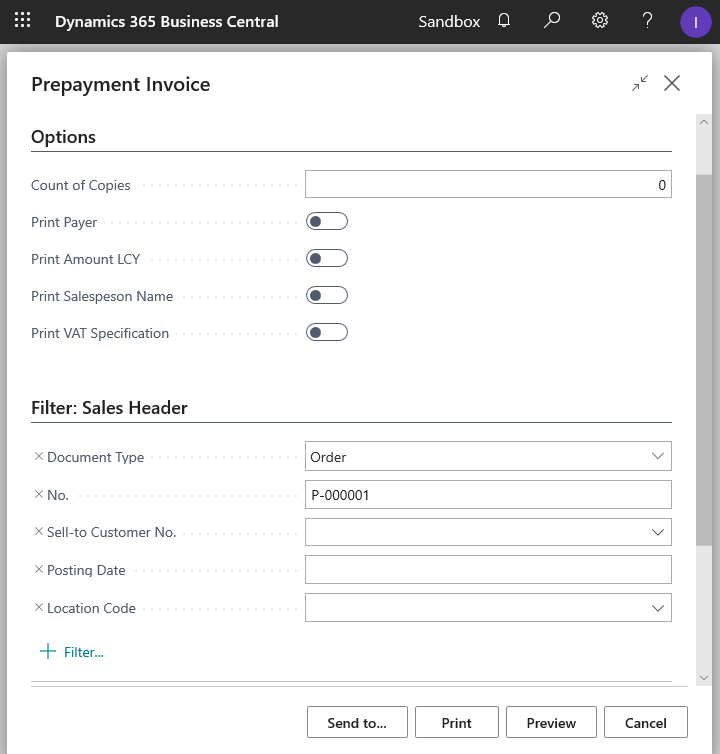 Dynamics 365 Business Central
Sandbox
I
Prepayment Invoice
Options
Count of Copies
0
Print Payer
Print Amount LCY
Print Salespeson Name
Print VAT Specification
Filter: Sales Header
Document Type
Order
No.
P-000001
Sell-to Customer No.
Posting Date
Location Code
Filter...
Send to...
Print
Preview
Cancel